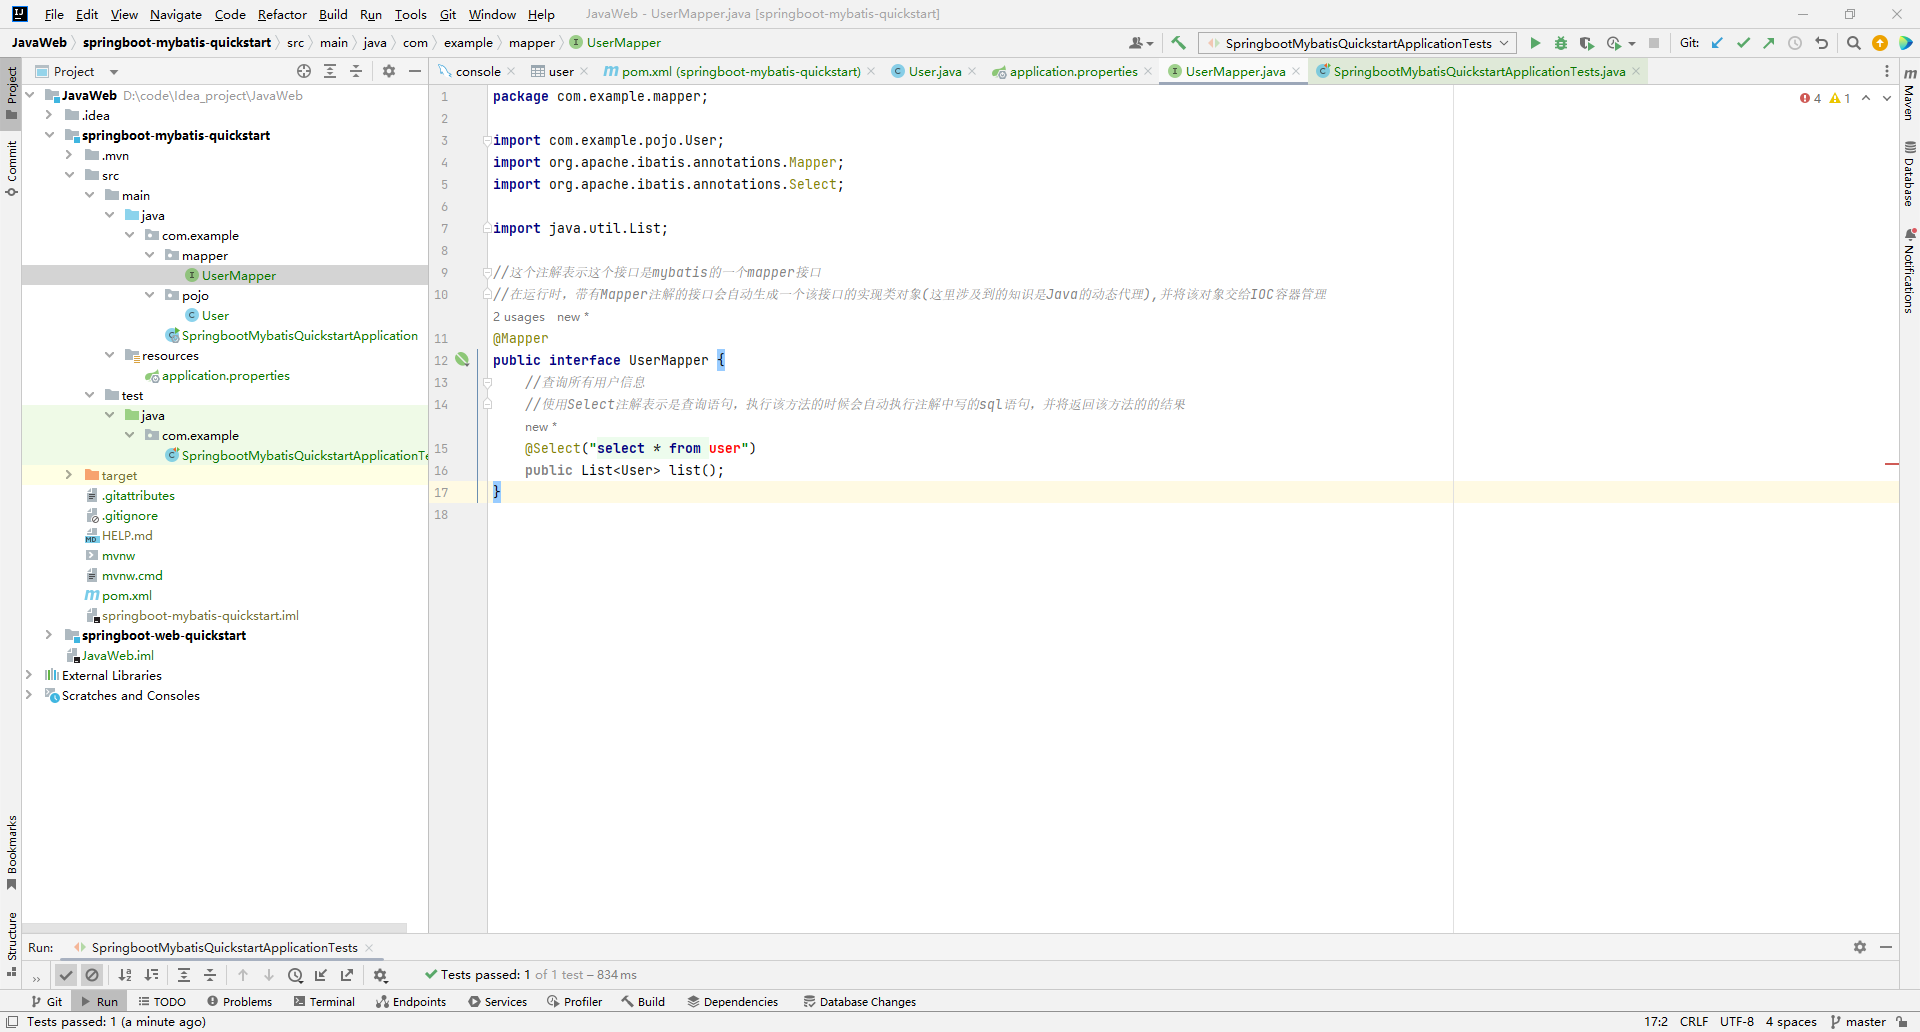 File Edit View Navigate Code Refactor Build Run Tools Git Window Help JavaWeb - UserMapper.java [springboot-mybatis-quickstart]
JavaWeb springboot-mybatis-quickstart src main java com example mapper UserMapper SpringbootMybatisQuickstartApplicationTests Git:
Project console user pom.xml (springboot-mybatis-quickstart) User.java application.properties UserMapper.java SpringbootMybatisQuickstartApplicationTests.java
Project
Commit
Bookmarks
Structure
JavaWeb D:\code\Idea_project\JavaWeb
.idea
springboot-mybatis-quickstart
.mvn
src
main
java
com.example
mapper
UserMapper
pojo
User
SpringbootMybatisQuickstartApplication
resources
application.properties
test
java
com.example
SpringbootMybatisQuickstartApplicationTe
target
.gitattributes
.gitignore
HELP.md
mvnw
mvnw.cmd
pom.xml
springboot-mybatis-quickstart.iml
springboot-web-quickstart
JavaWeb.iml
External Libraries
Scratches and Consoles
1 package com.example.mapper;
2
3 import com.example.pojo.User;
4 import org.apache.ibatis.annotations.Mapper;
5 import org.apache.ibatis.annotations.Select;
6
7 import java.util.List;
8
9 //这个注解表示这个接口是mybatis的一个mapper接口
10 //在运行时，带有Mapper注解的接口会自动生成一个该接口的实现类对象(这里涉及到的知识是Java的动态代理),并将该对象交给IOC容器管理
2 usages new *
11 @Mapper
12 public interface UserMapper {
13 //查询所有用户信息
14 //使用Select注解表示是查询语句，执行该方法的时候会自动执行注解中写的sql语句，并将返回该方法的的结果
new *
15 @Select("select * from user")
16 public List<User> list();
17 }
18
4 1
Maven
Database
Notifications
Run: SpringbootMybatisQuickstartApplicationTests
Tests passed: 1 of 1 test – 834 ms
Git Run TODO Problems Terminal Endpoints Services Profiler Build Dependencies Database Changes
Tests passed: 1 (a minute ago) 17:2 CRLF UTF-8 4 spaces master